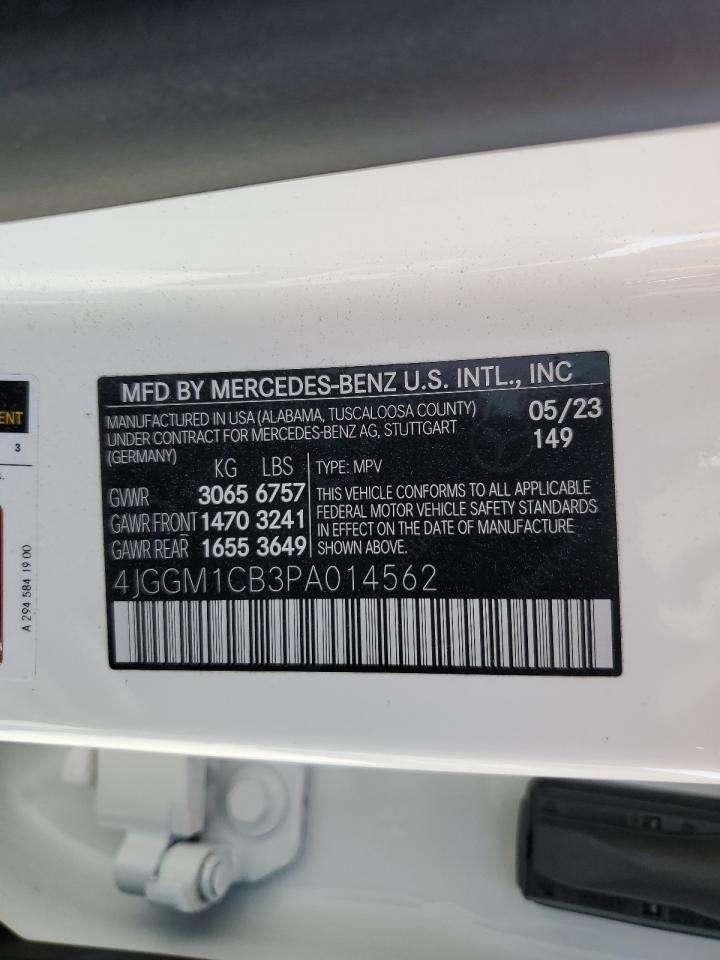 MFD BY MERCEDES-BENZ U.S. INTL., INC
MANUFACTURED IN USA (ALABAMA, TUSCALOOSA COUNTY)
UNDER CONTRACT FOR MERCEDES-BENZ AG, STUTTGART
(GERMANY)
05/23
149
KG LBS
GVWR 3065 6757
GAWR FRONT 1470 3241
GAWR REAR 1655 3649
TYPE: MPV
THIS VEHICLE CONFORMS TO ALL APPLICABLE
FEDERAL MOTOR VEHICLE SAFETY STANDARDS
IN EFFECT ON THE DATE OF MANUFACTURE
SHOWN ABOVE.
4JGGM1CB3PA014562
3
A 294 584 19 00